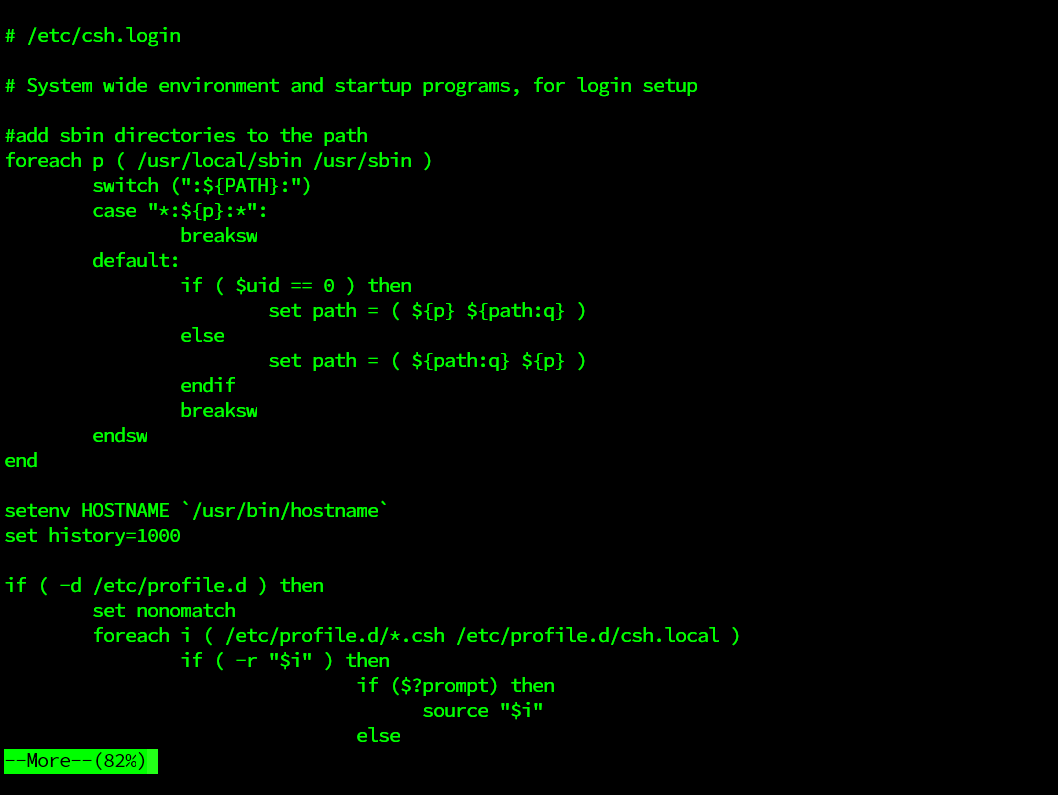 # /etc/csh.login
# System wide environment and startup programs, for login setup
#add sbin directories to the path
foreach p ( /usr/local/sbin /usr/sbin )
        switch (":${PATH}:")
        case "*:${p}:*":
                breaksw
        default:
                if ( $uid == 0 ) then
                        set path = ( ${p} ${path:q} )
                else
                        set path = ( ${path:q} ${p} )
                endif
                breaksw
        endsw
end
setenv HOSTNAME `/usr/bin/hostname`
set history=1000
if ( -d /etc/profile.d ) then
        set nonomatch
        foreach i ( /etc/profile.d/*.csh /etc/profile.d/csh.local )
                if ( -r "$i" ) then
                                if ($?prompt) then
                                      source "$i"
                                else
--More--(82%)